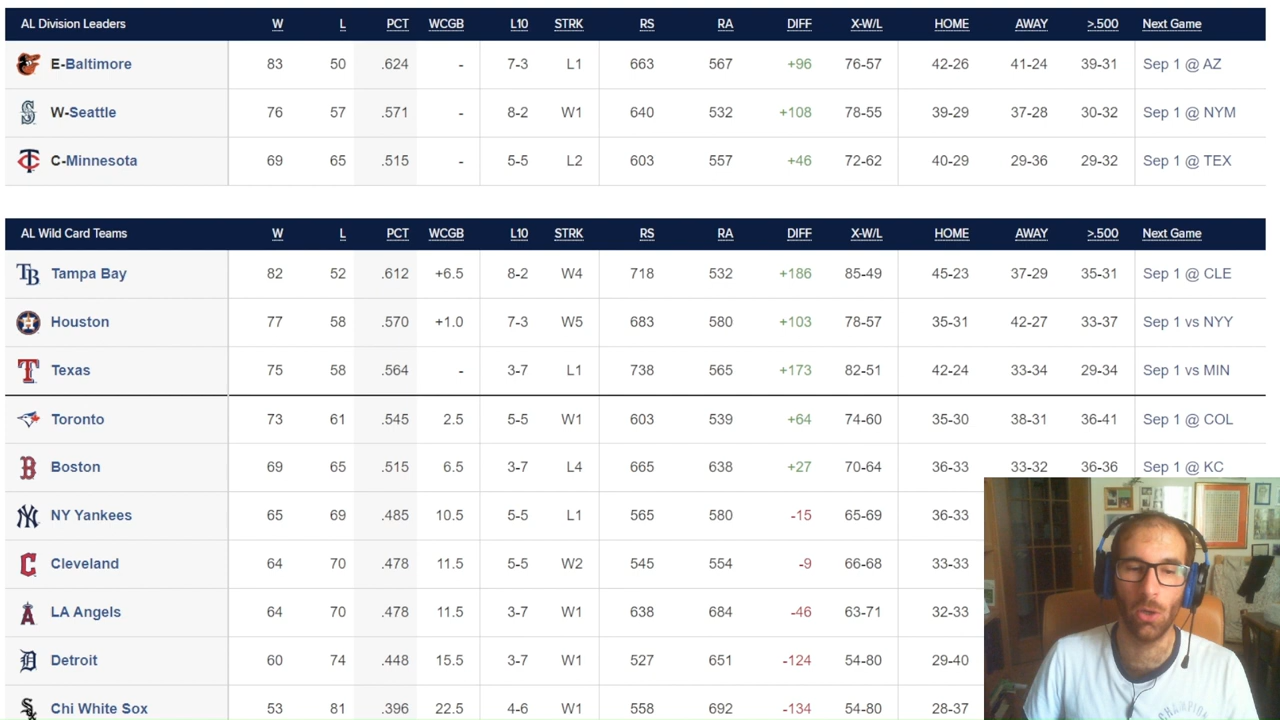 AL Division Leaders W L PCT WCGB L10 STRK RS RA DIFF X-W/L HOME AWAY >.500 Next Game
E-Baltimore 83 50 .624 - 7-3 L1 663 567 +96 76-57 42-26 41-24 39-31 Sep 1 @ AZ
W-Seattle 76 57 .571 - 8-2 W1 640 532 +108 78-55 39-29 37-28 30-32 Sep 1 @ NYM
C-Minnesota 69 65 .515 - 5-5 L2 603 557 +46 72-62 40-29 29-36 29-32 Sep 1 @ TEX
AL Wild Card Teams W L PCT WCGB L10 STRK RS RA DIFF X-W/L HOME AWAY >.500 Next Game
TB Tampa Bay 82 52 .612 +6.5 8-2 W4 718 532 +186 85-49 45-23 37-29 35-31 Sep 1 @ CLE
Houston 77 58 .570 +1.0 7-3 W5 683 580 +103 78-57 35-31 42-27 33-37 Sep 1 vs NYY
T Texas 75 58 .564 - 3-7 L1 738 565 +173 82-51 42-24 33-34 29-34 Sep 1 vs MIN
Toronto 73 61 .545 2.5 5-5 W1 603 539 +64 74-60 35-30 38-31 36-41 Sep 1 @ COL
B Boston 69 65 .515 6.5 3-7 L4 665 638 +27 70-64 36-33 33-32 36-36 Sep 1 @ KC
NY NY Yankees 65 69 .485 10.5 5-5 L1 565 580 -15 65-69 36-33
C Cleveland 64 70 .478 11.5 5-5 W2 545 554 -9 66-68 33-33
A LA Angels 64 70 .478 11.5 3-7 W1 638 684 -46 63-71 32-33
D Detroit 60 74 .448 15.5 3-7 W1 527 651 -124 54-80 29-40
Chi White Sox 53 81 .396 22.5 4-6 W1 558 692 -134 54-80 28-37